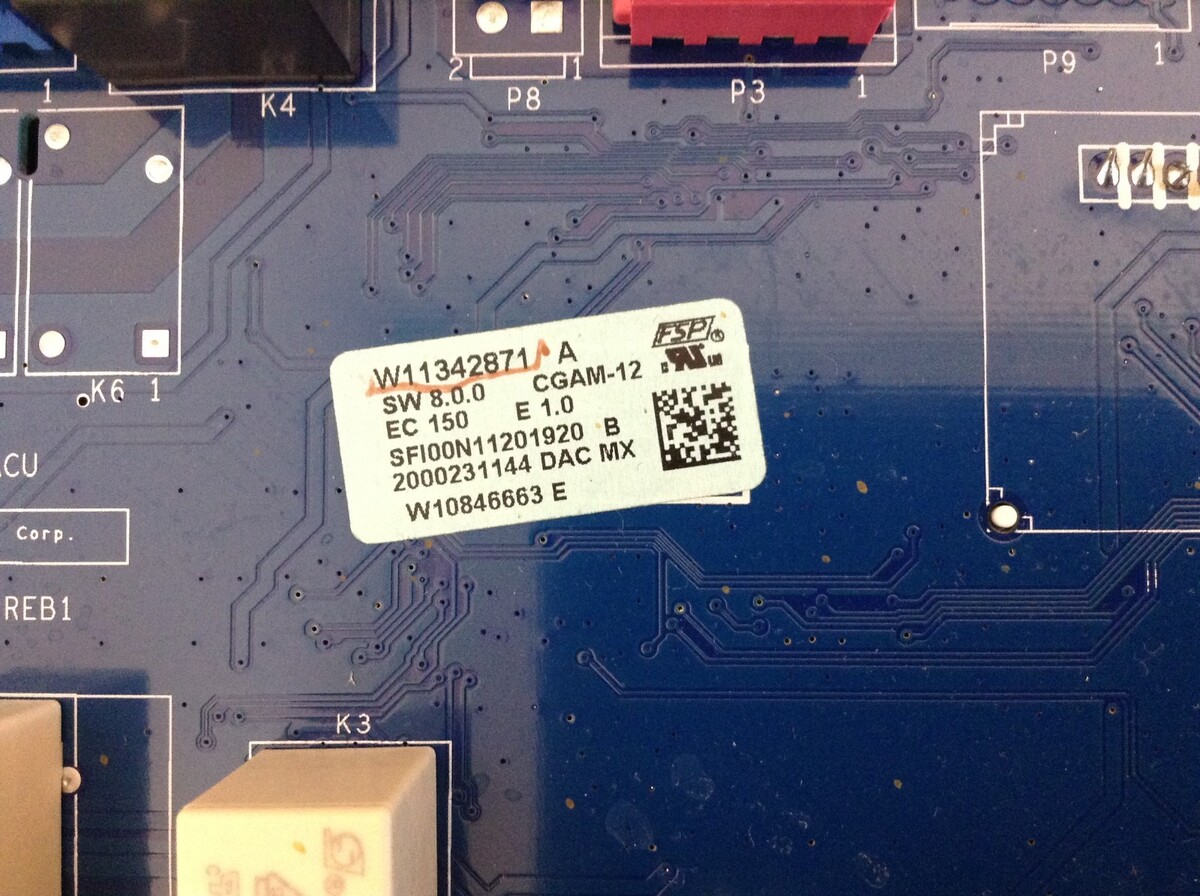 1
K4
2 1
P8
P3
1
P9
1
K6 1
W11342871 A
FSP ®
SW 8.0.0 CGAM-12
EC 150 E 1.0
SFI00N11201920 B
2000231144 DAC MX
W10846663 E
CU
Corp.
REB1
K3